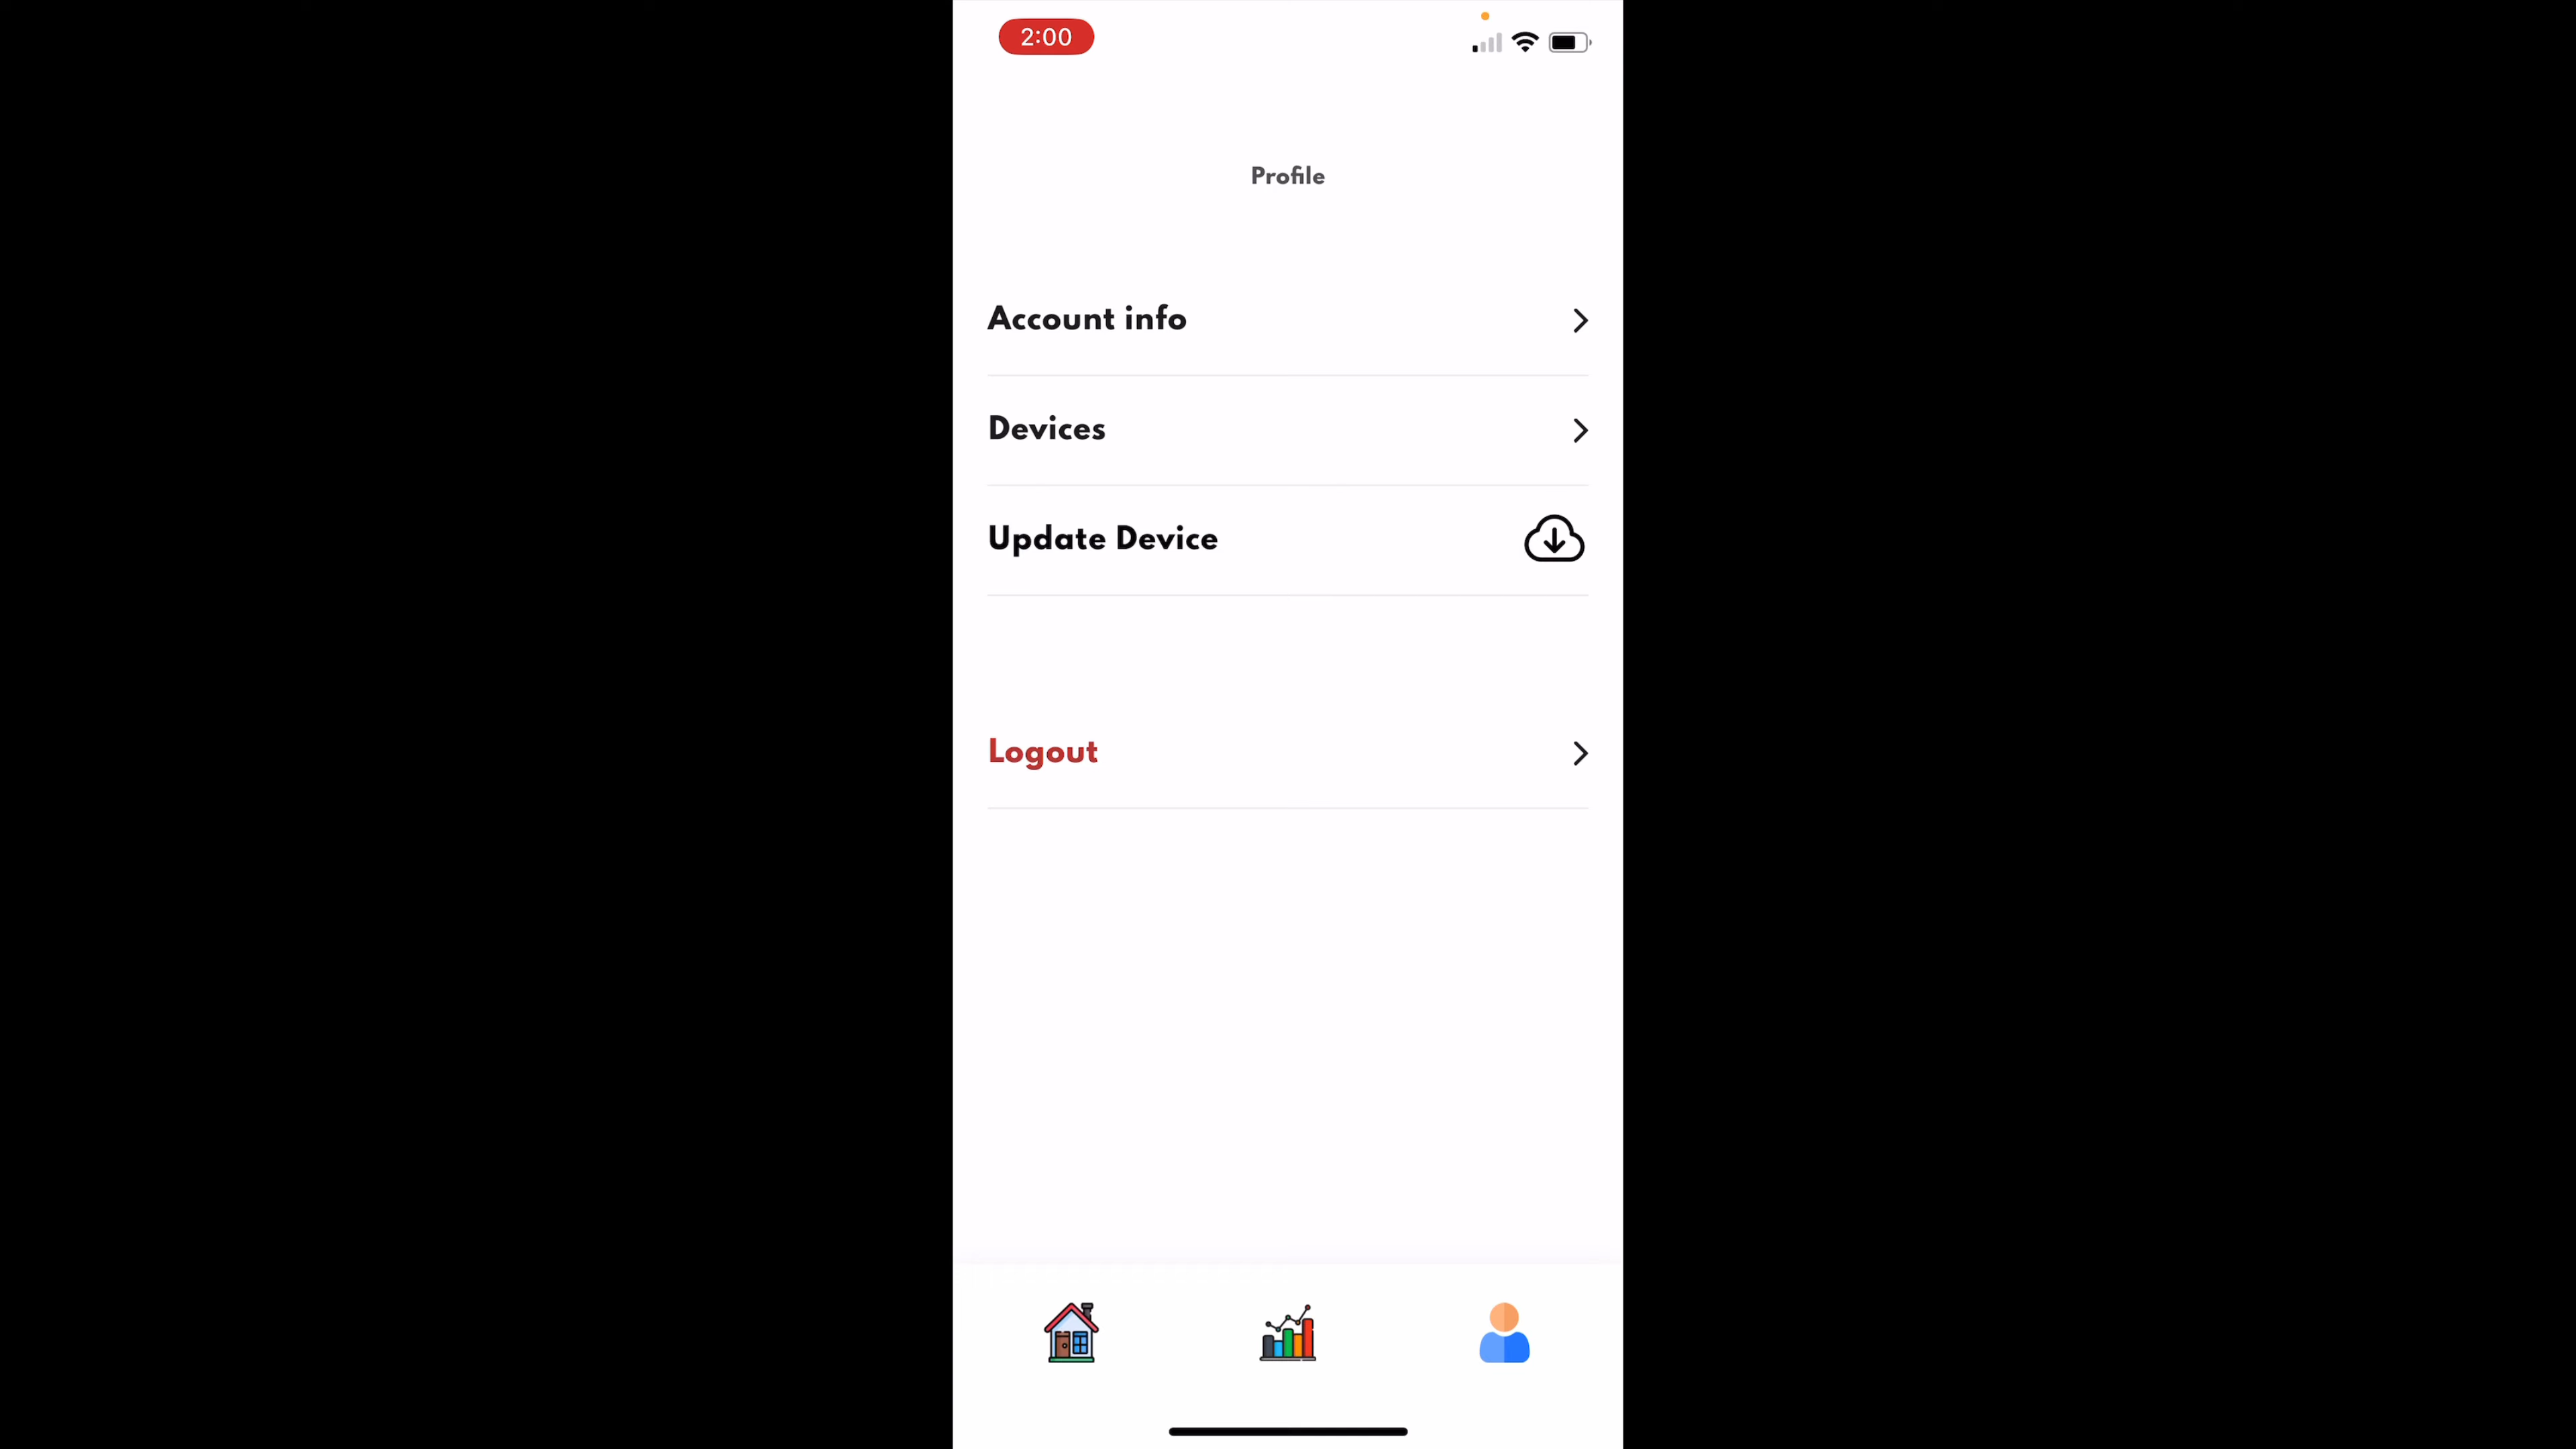 2:00
Profile
Account info
Devices
Update Device
Logout